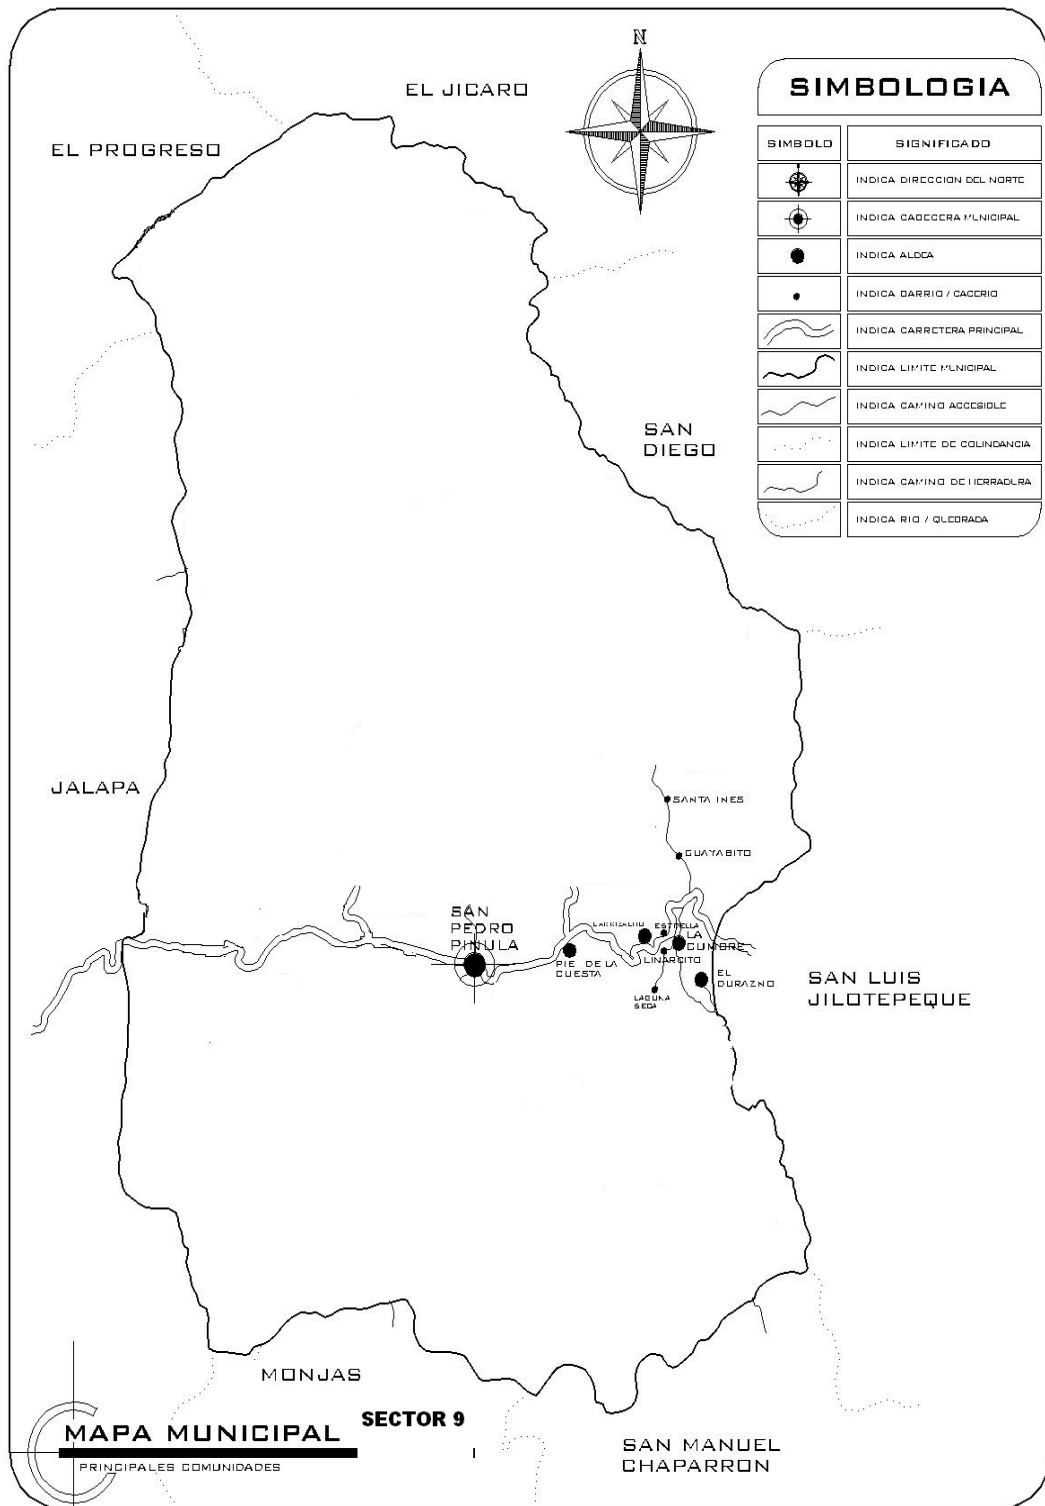 N
EL JICARO
EL PROGRESO
SIMBOLOGIA
SIMBOLO
SIGNIFICADO
INDICA DIRECCION DEL NORTE
INDICA CABECERA MUNICIPAL
INDICA ALDEA
INDICA BARRIO / CACERIO
INDICA CARRETERA PRINCIPAL
INDICA LIMITE MUNICIPAL
INDICA CAMINO ACCESIBLE
INDICA LIMITE DE COLINDANCIA
INDICA CAMINO DE HERRADURA
INDICA RIO / QUEBRADA
SAN
DIEGO
JALAPA
SANTA INES
GUAYABITO
SAN
PEDRO
PINULA
CARRIZALITO
ESTRELLA
LA
CUMBRE
LINARCITO
PIE DE LA
CUESTA
EL
DURAZNO
LAGUNA
SECA
SAN LUIS
JILOTEPEQUE
MONJAS
SECTOR 9
MAPA MUNICIPAL
PRINCIPALES COMUNIDADES
SAN MANUEL
CHAPARRON